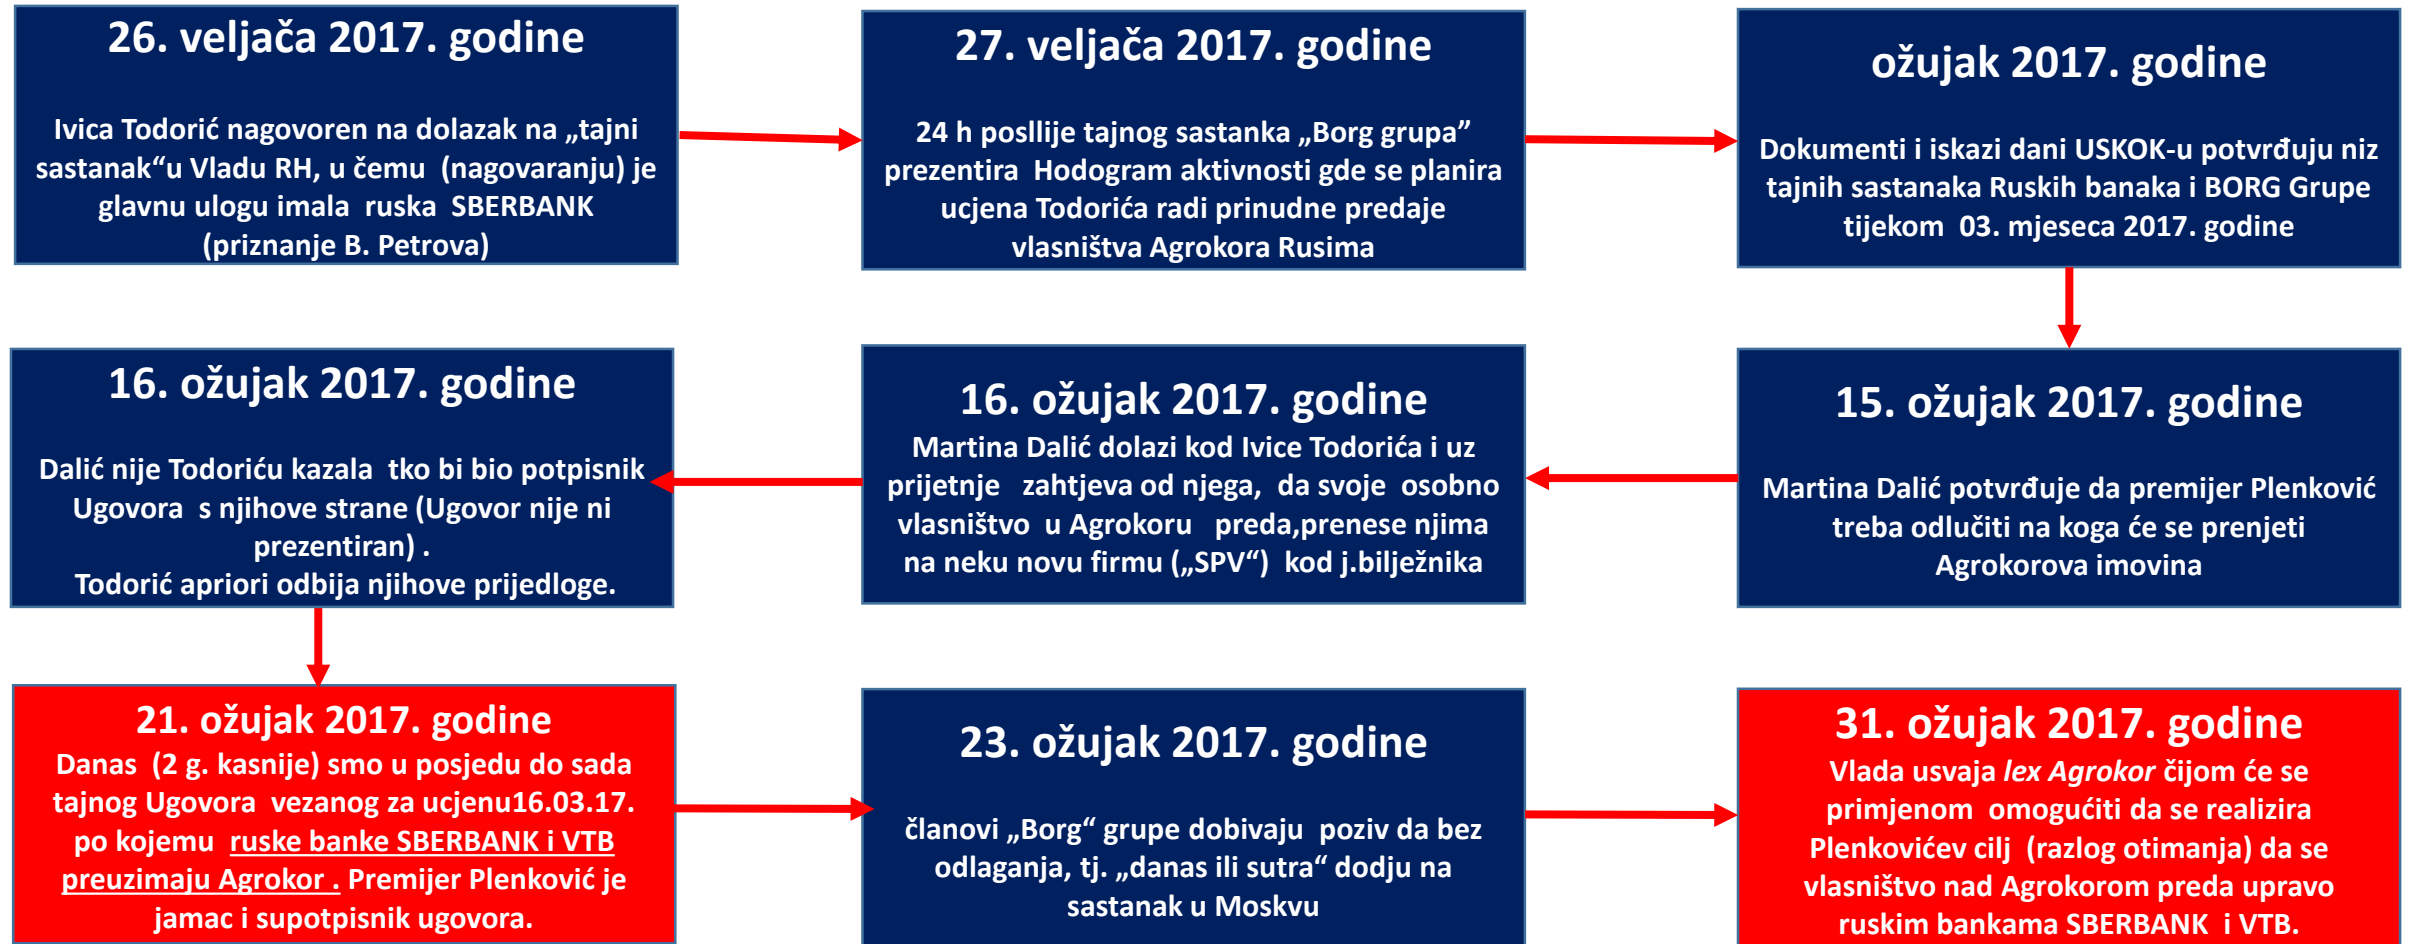 26. veljača 2017. godine
Ivica Todorić nagovoren na dolazak na „tajni
sastanak“u Vladu RH, u čemu (nagovaranju) je
glavnu ulogu imala ruska SBERBANK
(priznanje B. Petrova)
27. veljača 2017. godine
24 h posllije tajnog sastanka „Borg grupa”
prezentira Hodogram aktivnosti gde se planira
ucjena Todorića radi prinudne predaje
vlasništva Agrokora Rusima
ožujak 2017. godine
Dokumenti i iskazi dani USKOK-u potvrđuju niz
tajnih sastanaka Ruskih banaka i BORG Grupe
tijekom 03. mjeseca 2017. godine
15. ožujak 2017. godine
Martina Dalić potvrđuje da premijer Plenković
treba odlučiti na koga će se prenjeti
Agrokorova imovina
16. ožujak 2017. godine
Martina Dalić dolazi kod Ivice Todorića i uz
prijetnje zahtjeva od njega, da svoje osobno
vlasništvo u Agrokoru preda,prenese njima
na neku novu firmu („SPV“) kod j.bilježnika
16. ožujak 2017. godine
Dalić nije Todoriću kazala tko bi bio potpisnik
Ugovora s njihove strane (Ugovor nije ni
prezentiran) .
Todorić apriori odbija njihove prijedloge.
21. ožujak 2017. godine
Danas (2 g. kasnije) smo u posjedu do sada
tajnog Ugovora vezanog za ucjenu16.03.17.
po kojemu ruske banke SBERBANK i VTB
preuzimaju Agrokor . Premijer Plenković je
jamac i supotpisnik ugovora.
23. ožujak 2017. godine
članovi „Borg“ grupe dobivaju poziv da bez
odlaganja, tj. „danas ili sutra“ dodju na
sastanak u Moskvu
31. ožujak 2017. godine
Vlada usvaja lex Agrokor čijom će se
primjenom omogućiti da se realizira
Plenkovićev cilj (razlog otimanja) da se
vlasništvo nad Agrokorom preda upravo
ruskim bankama SBERBANK i VTB.